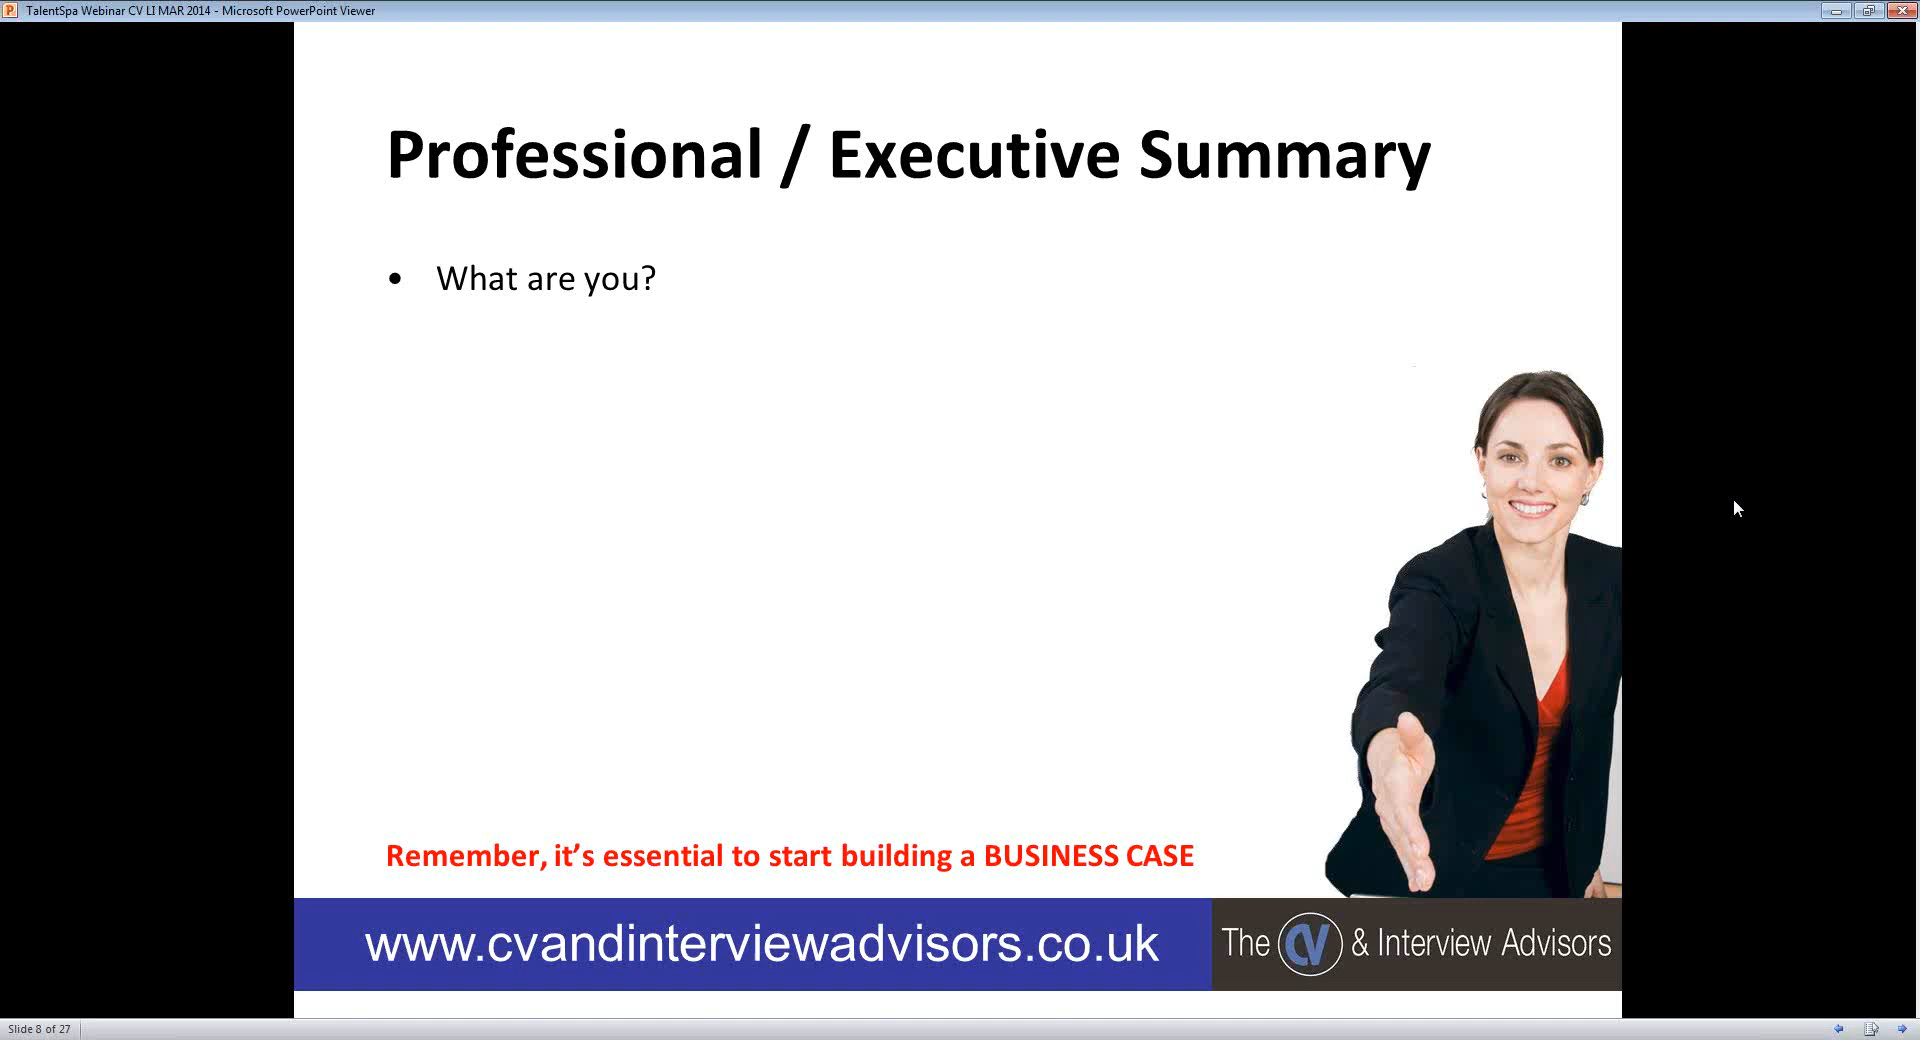 TalentSpa Webinar CV LI MAR 2014 - Microsoft PowerPoint Viewer
Professional / Executive Summary
• What are you?
Remember, it’s essential to start building a BUSINESS CASE
www.cvandinterviewadvisors.co.uk
The CV & Interview Advisors
Slide 8 of 27